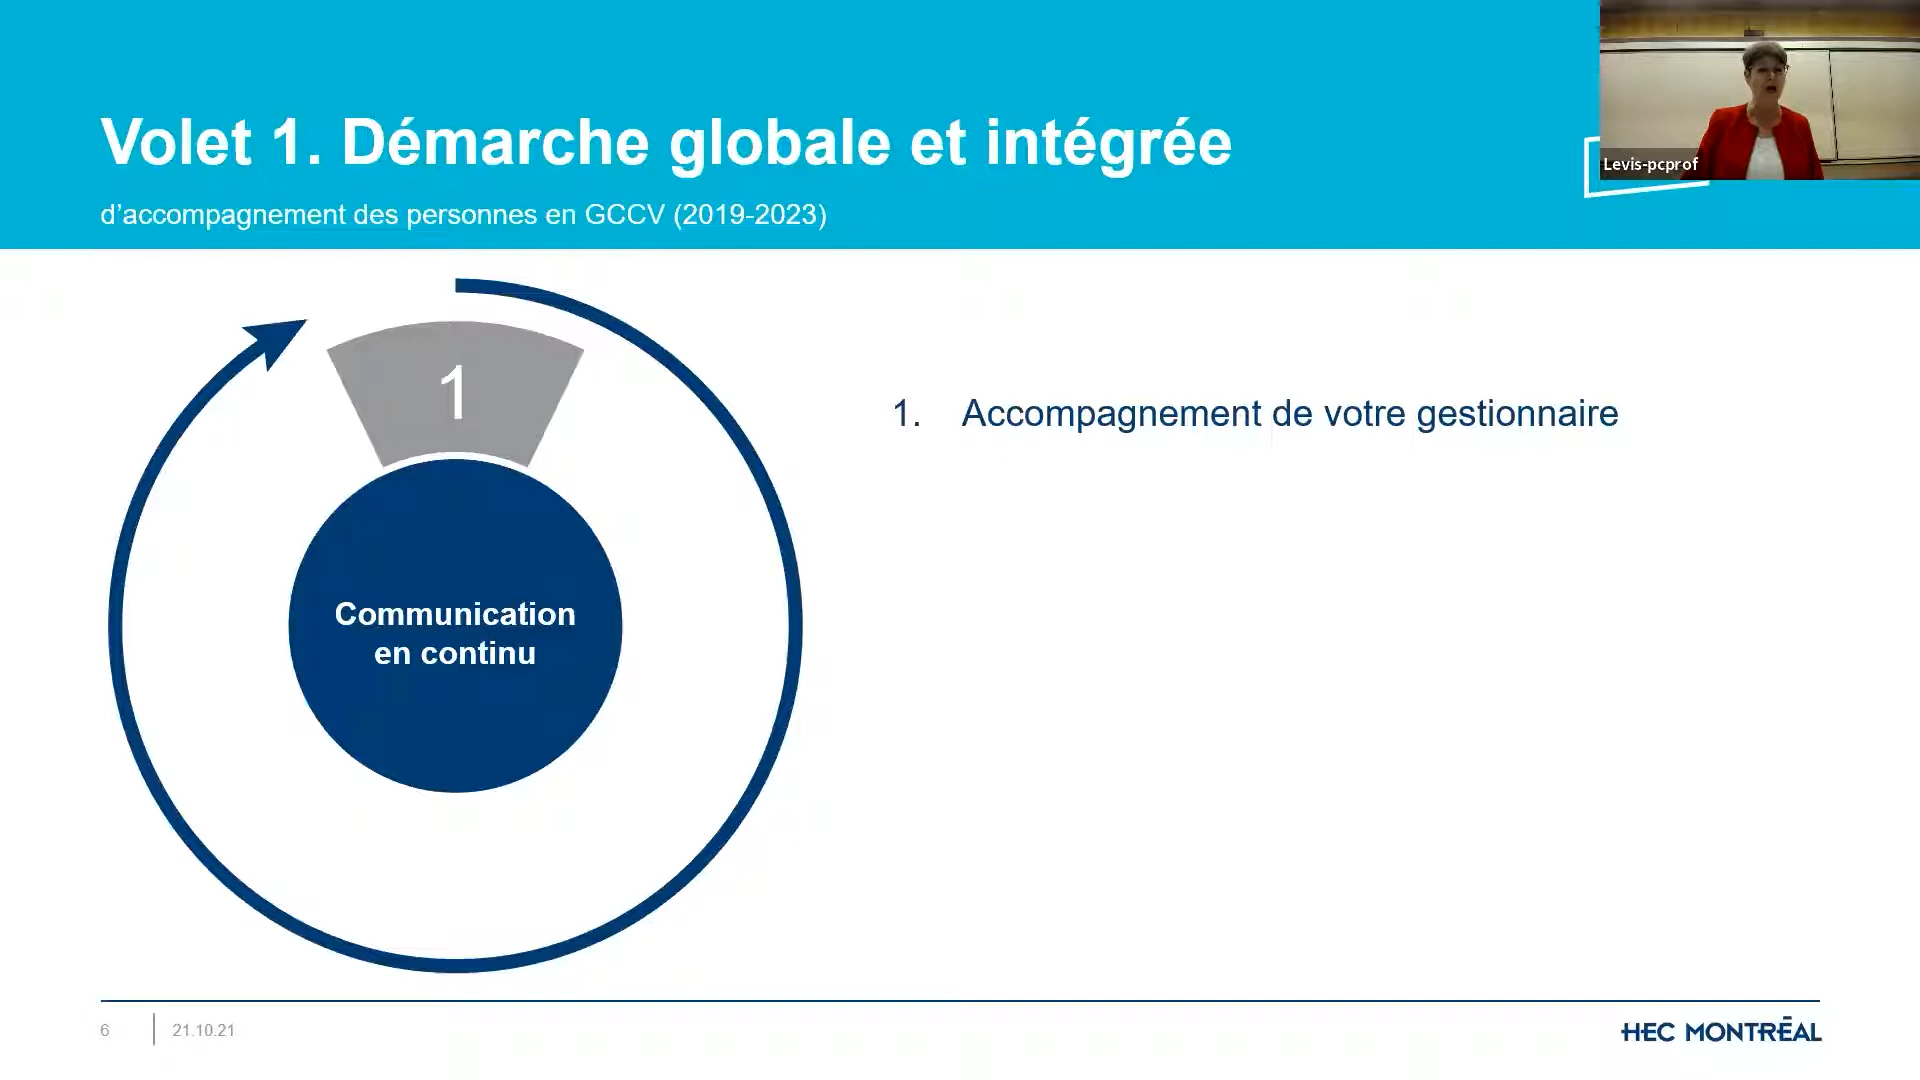 Volet 1. Démarche globale et intégrée
d’accompagnement des personnes en GCCV (2019-2023)
Levis-pcprof
1
1. Accompagnement de votre gestionnaire
Communication
en continu
6
21.10.21
HEC MONTRÉAL